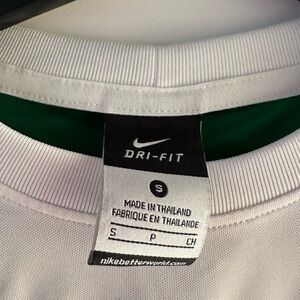 DRI-FIT
S
MADE IN THAILAND
FABRIQUE EN THAILANDE
S P CH
nikebetterworld.com